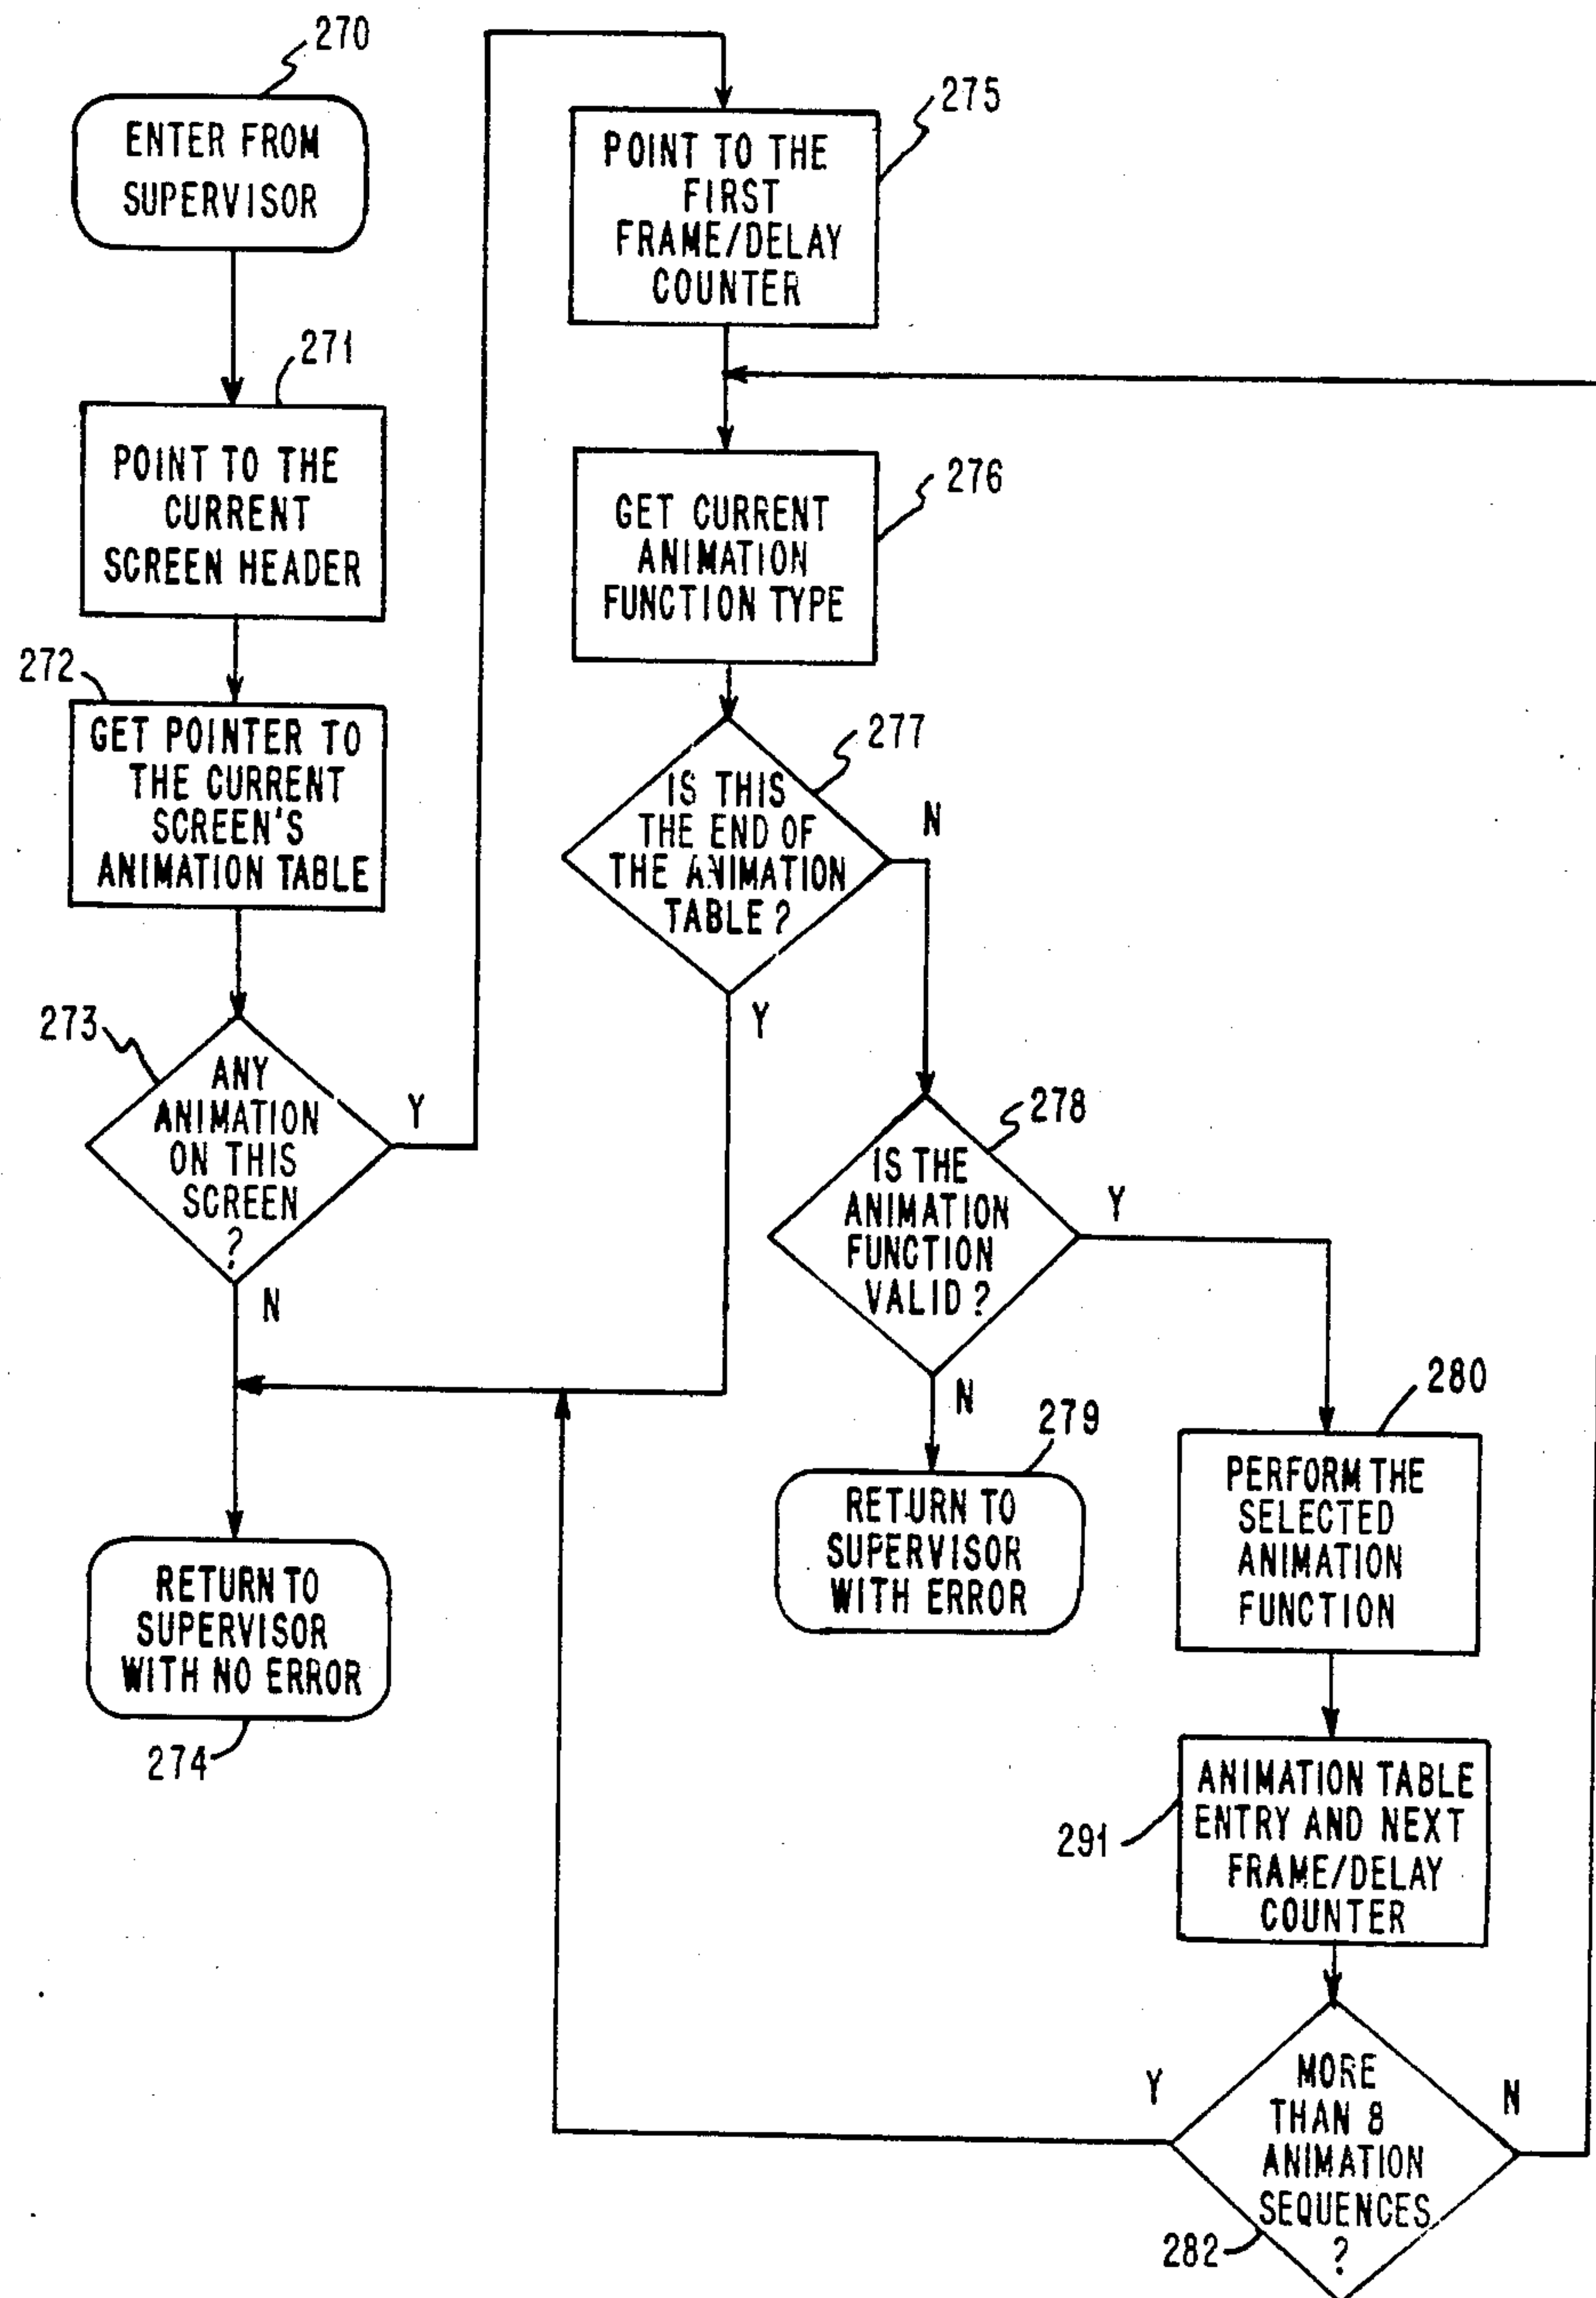 270
ENTER FROM
SUPERVISOR
271
POINT TO THE
CURRENT
SCREEN HEADER
272
GET POINTER TO
THE CURRENT
SCREEN'S
ANIMATION TABLE
273
ANY
ANIMATION
ON THIS
SCREEN
?
Y
N
RETURN TO
SUPERVISOR
WITH NO ERROR
274
275
POINT TO THE
FIRST
FRAME/DELAY
COUNTER
276
GET CURRENT
ANIMATION
FUNCTION TYPE
277
IS THIS
THE END OF
THE ANIMATION
TABLE?
N
Y
278
IS THE
ANIMATION
FUNCTION
VALID?
Y
N
279
RETURN TO
SUPERVISOR
WITH ERROR
280
PERFORM THE
SELECTED
ANIMATION
FUNCTION
291
ANIMATION TABLE
ENTRY AND NEXT
FRAME/DELAY
COUNTER
282
MORE
THAN 8
ANIMATION
SEQUENCES
?
Y
N